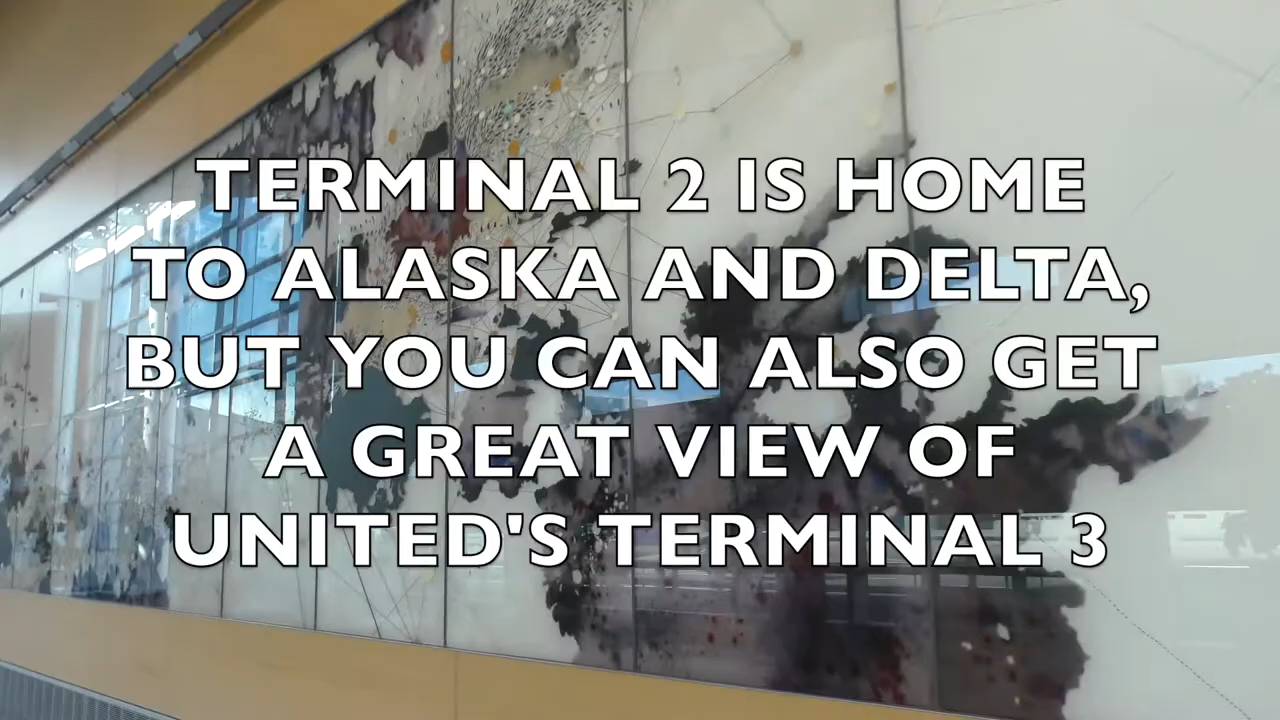 TERMINAL 2 IS HOME
TO ALASKA AND DELTA,
BUT YOU CAN ALSO GET
A GREAT VIEW OF
UNITED'S TERMINAL 3